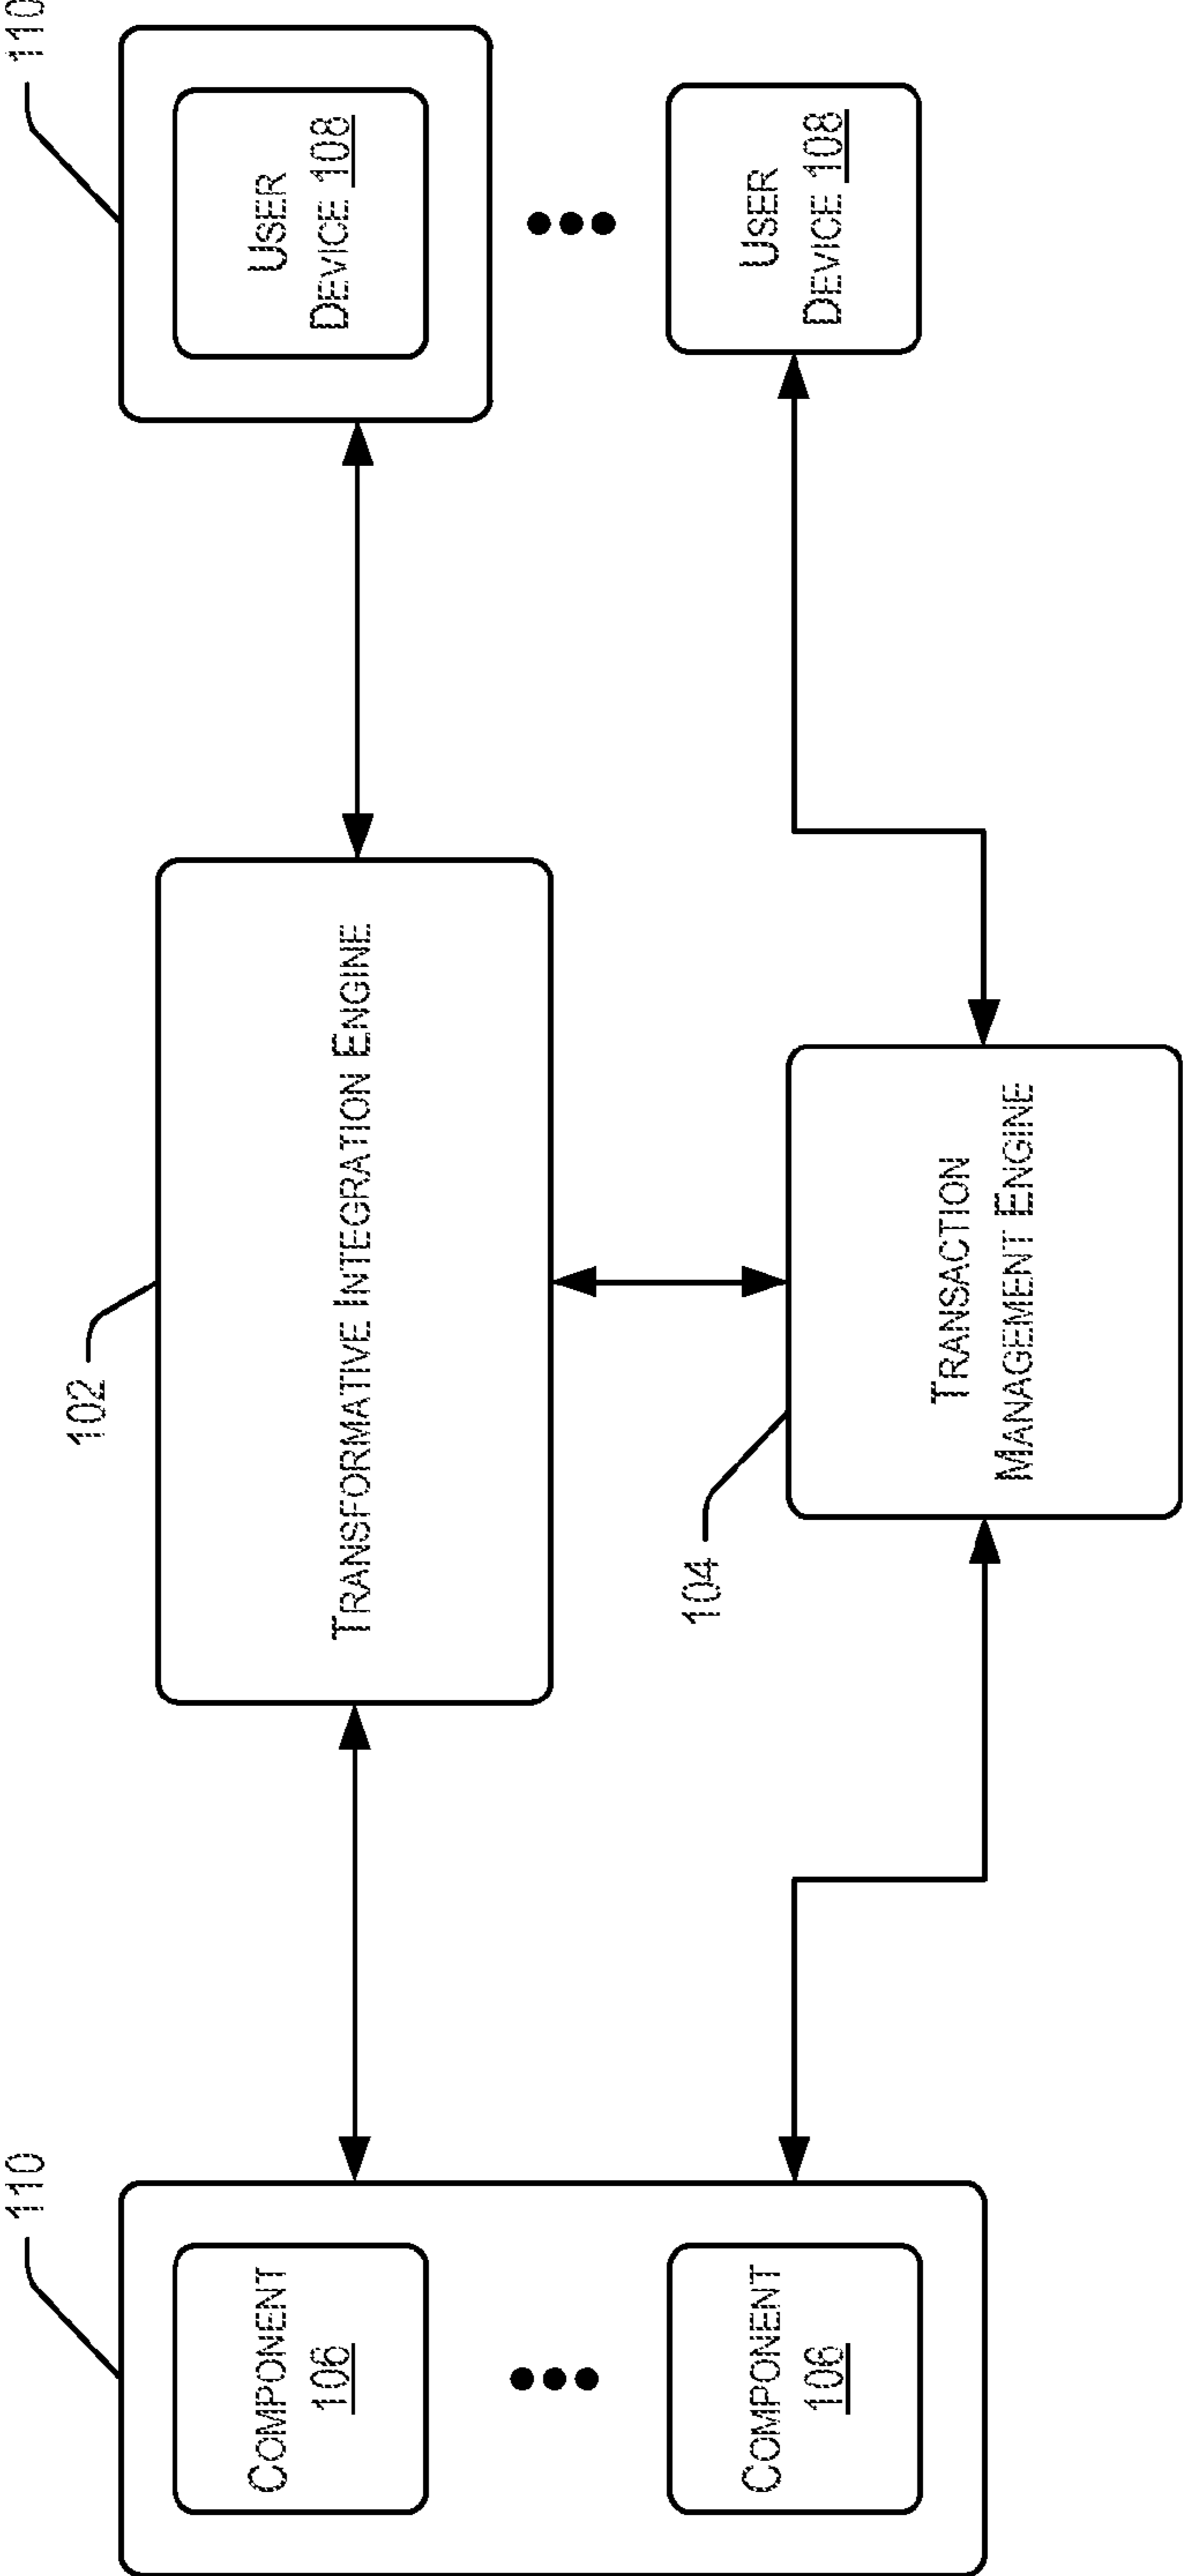 110
COMPONENT
106
COMPONENT
106
102
TRANSFORMATIVE INTEGRATION ENGINE
104
TRANSACTION
MANAGEMENT ENGINE
110
USER
DEVICE 108
USER
DEVICE 108